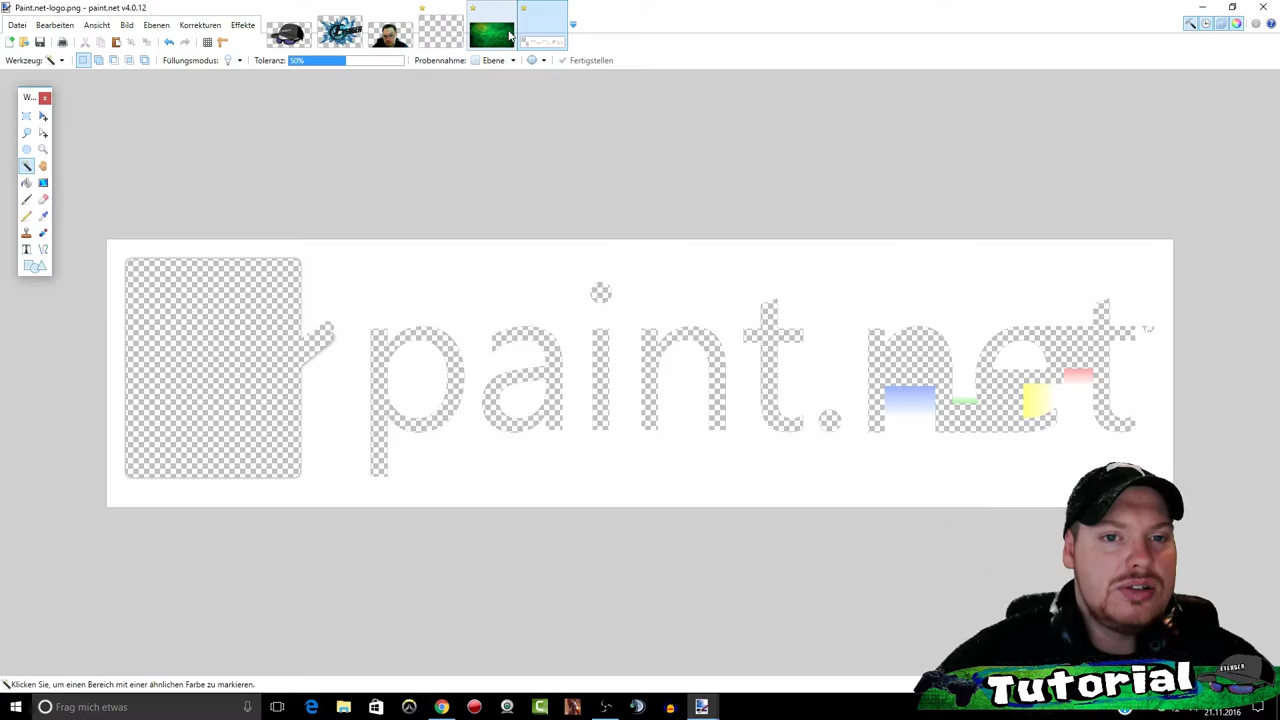 Paint.net-logo.png - paint.net v4.0.12
Datei Bearbeiten Ansicht Bild Ebenen Korrekturen Effekte
Werkzeug: Füllungsmodus: Toleranz: 50% Probennahme: Ebene Fertigstellen
W...
paint.net TM
ETERGER
Tutorial
Klicken Sie, um einen Bereich mit einer ähnlichen Farbe zu markieren.
Frag mich etwas
21.11.2016